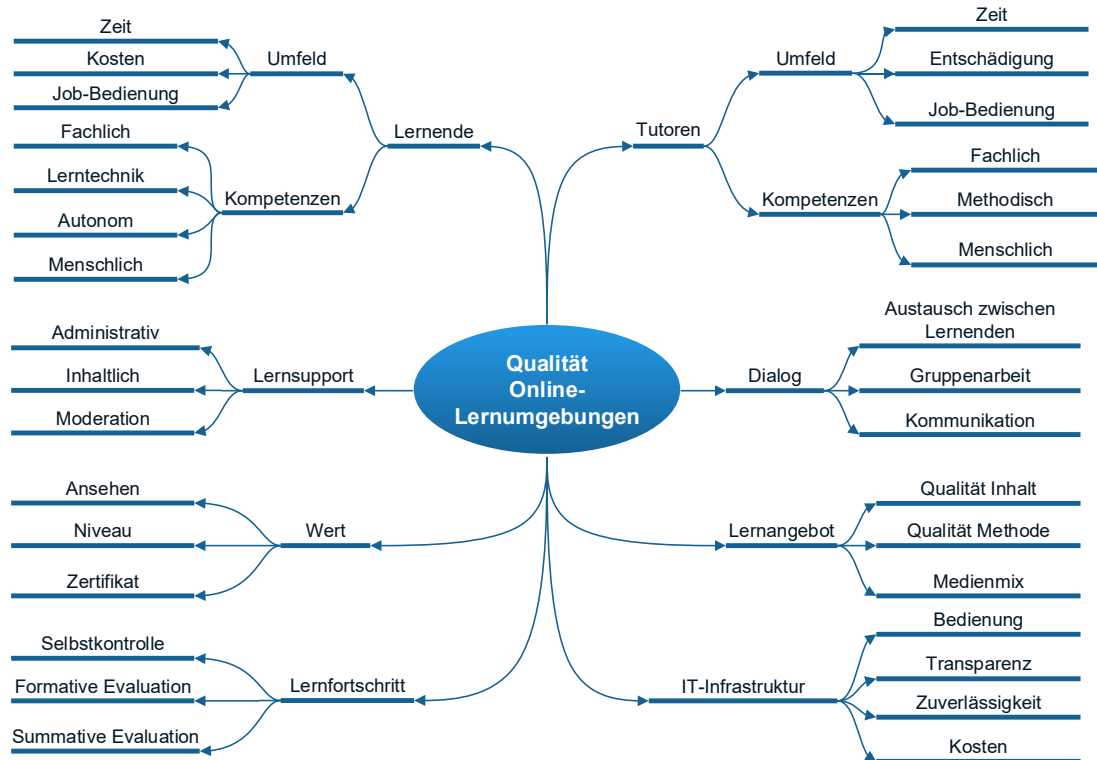 Qualität
Online-
Lernumgebungen
Lernende
Umfeld
Zeit
Kosten
Job-Bedienung
Kompetenzen
Fachlich
Lerntechnik
Autonom
Menschlich
Lernsupport
Administrativ
Inhaltlich
Moderation
Wert
Ansehen
Niveau
Zertifikat
Lernfortschritt
Selbstkontrolle
Formative Evaluation
Summative Evaluation
Tutoren
Umfeld
Zeit
Entschädigung
Job-Bedienung
Kompetenzen
Fachlich
Methodisch
Menschlich
Dialog
Austausch zwischen
Lernenden
Gruppenarbeit
Kommunikation
Lernangebot
Qualität Inhalt
Qualität Methode
Medienmix
IT-Infrastruktur
Bedienung
Transparenz
Zuverlässigkeit
Kosten